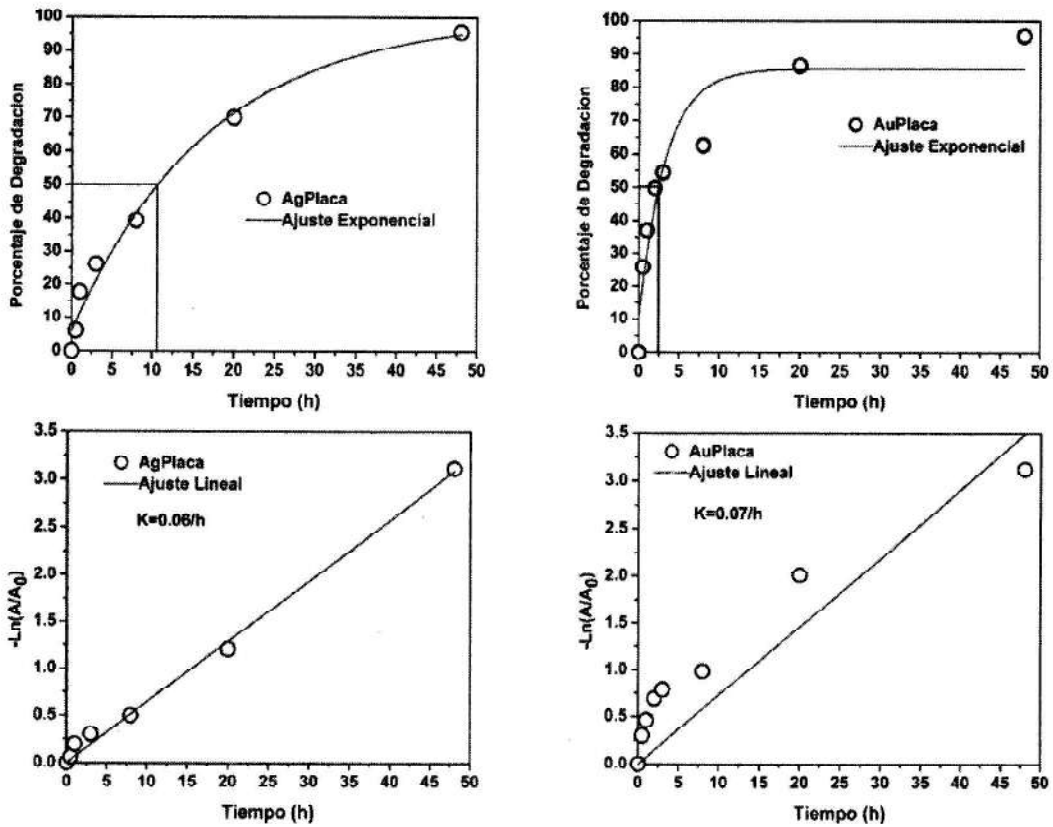 100
90
80
70
60
50
40
30
20
10
0
Porcentaje de Degradacion
AgPlaca
Ajuste Exponencial
0 5 10 15 20 25 30 35 40 45 50
Tiempo (h)
100
90
80
70
60
50
40
30
20
10
0
Porcentaje de Degradacion
AuPlaca
Ajuste Exponencial
0 5 10 15 20 25 30 35 40 45 50
Tiempo (h)
3.5
3.0
2.5
2.0
1.5
1.0
0.5
0.0
-Ln(A/A0)
AgPlaca
Ajuste Lineal
K=0.06/h
0 5 10 15 20 25 30 35 40 45 50
Tiempo (h)
3.5
3.0
2.5
2.0
1.5
1.0
0.5
0.0
-Ln(A/A0)
AuPlaca
Ajuste Lineal
K=0.07/h
0 5 10 15 20 25 30 35 40 45 50
Tiempo (h)